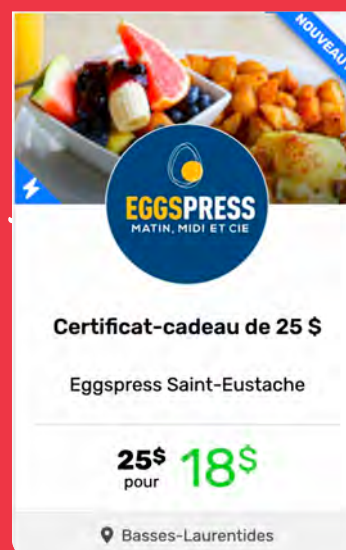 NOUVEAU
EGGSPRESS
MATIN, MIDI ET CIE
Certificat-cadeau de 25 $
Eggspress Saint-Eustache
25$ pour 18$
Basses-Laurentides